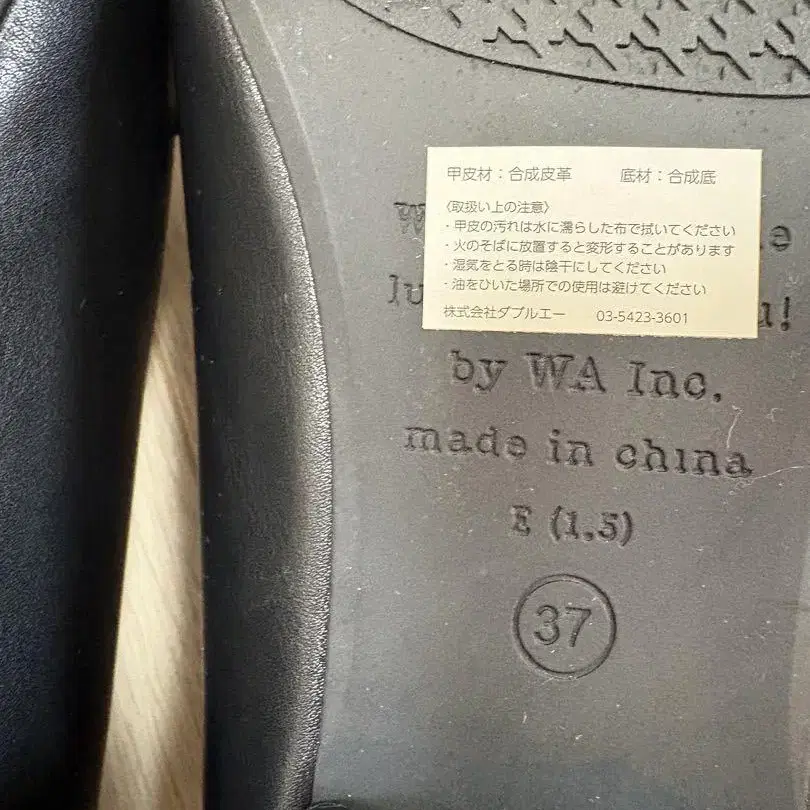 甲皮材：合成皮革　　底材：合成底
〈取扱い上の注意〉
・甲皮の汚れは水に濡らした布で拭いてください
・火のそばに放置すると変形することがあります
・湿気をとる時は陰干にしてください
・油をひいた場所での使用は避けてください
株式会社ダブルエー　　03-5423-3601
by WA Inc.
made in china
E (1.5)
37